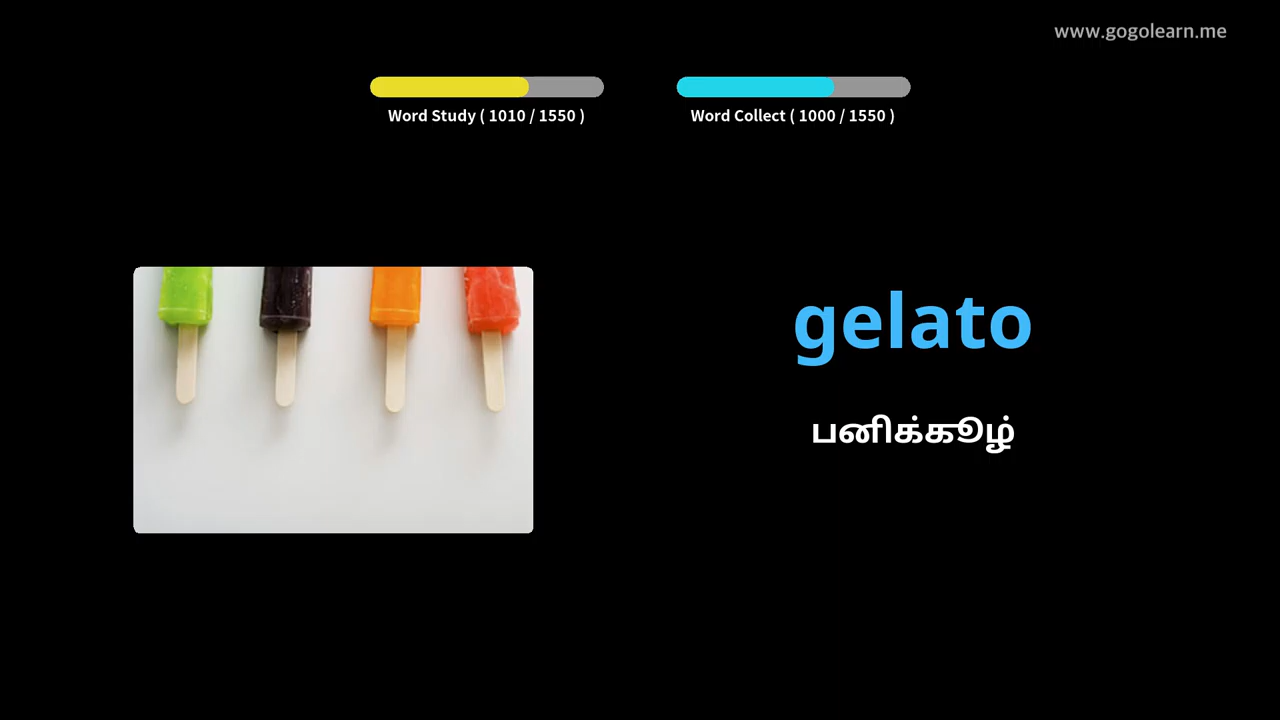 www.gogolearn.me
Word Study ( 1010 / 1550 )
Word Collect ( 1000 / 1550 )
gelato
பனிக்கூழ்